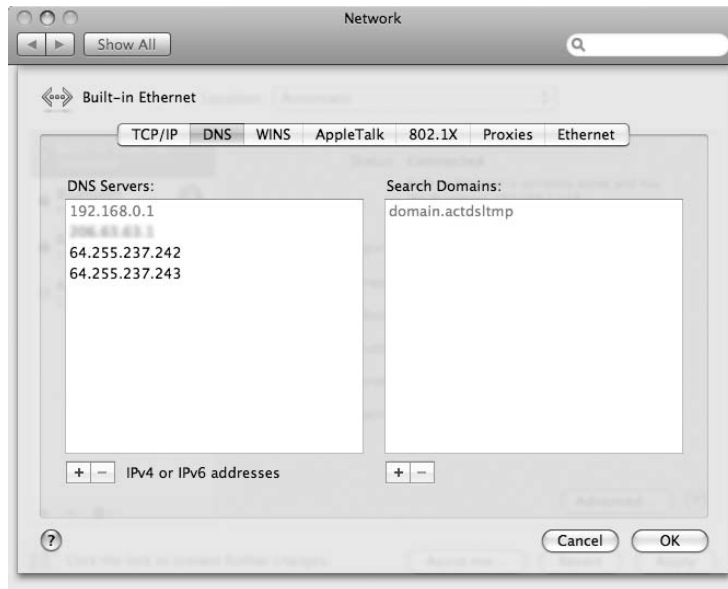 Network
Show All
Built-in Ethernet
TCP/IP DNS WINS AppleTalk 802.1X Proxies Ethernet
DNS Servers:
192.168.0.1
64.255.237.242
64.255.237.243
IPv4 or IPv6 addresses
Search Domains:
domain.actdsltmp
? Cancel OK